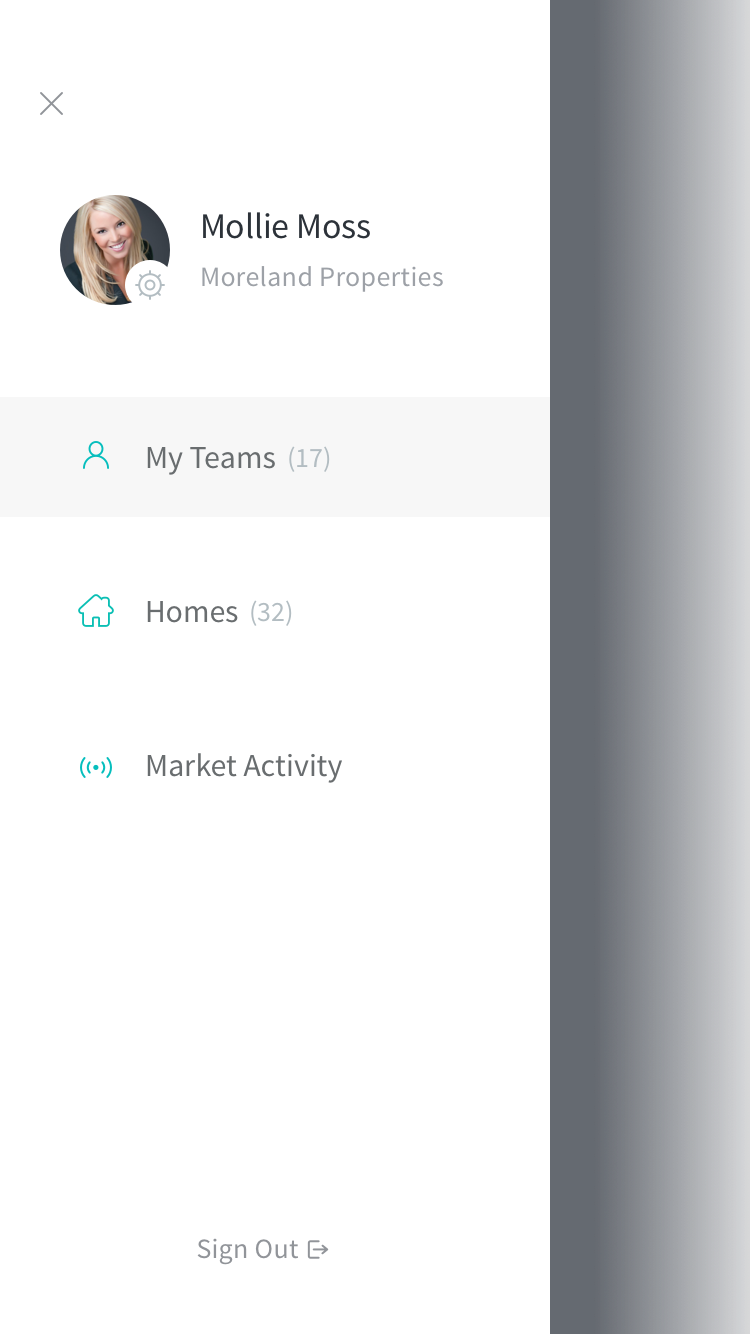 Mollie Moss
Moreland Properties
My Teams (17)
Homes (32)
Market Activity
Sign Out